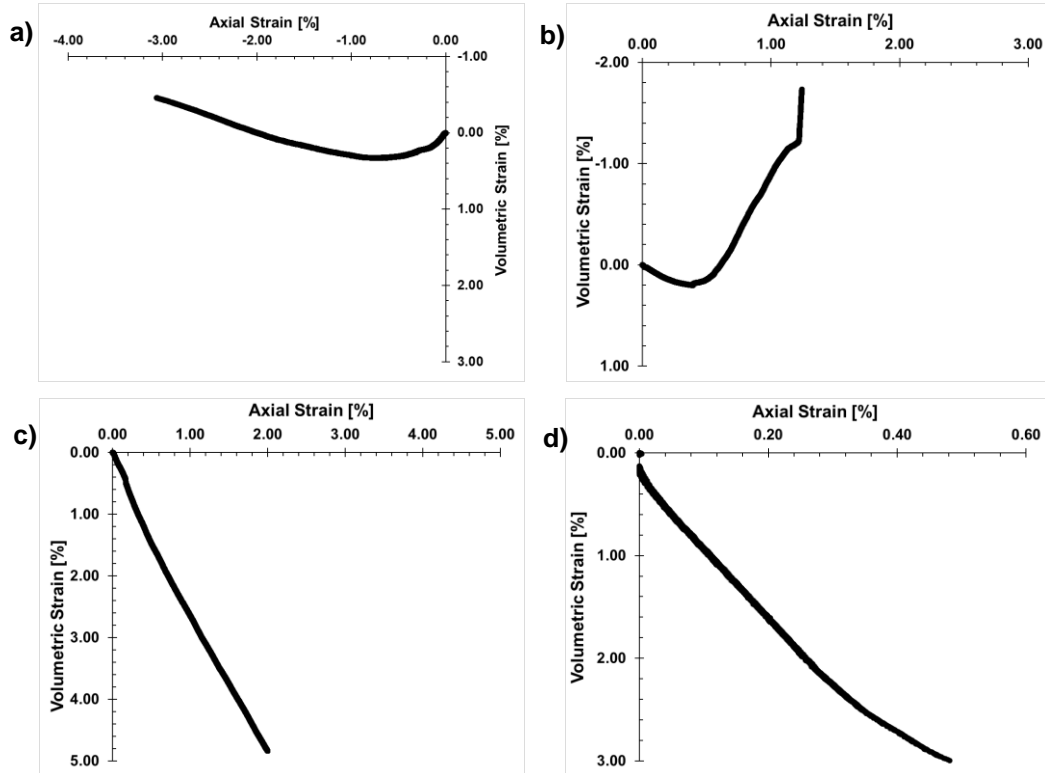 a)
Axial Strain [%]
-4.00 -3.00 -2.00 -1.00 0.00
-1.00
0.00
1.00
2.00
3.00
Volumetric Strain [%]
b)
Axial Strain [%]
0.00 1.00 2.00 3.00
-2.00
-1.00
0.00
1.00
Volumetric Strain [%]
c)
Axial Strain [%]
0.00 1.00 2.00 3.00 4.00 5.00
0.00
1.00
2.00
3.00
4.00
5.00
Volumetric Strain [%]
d)
Axial Strain [%]
0.00 0.20 0.40 0.60
0.00
1.00
2.00
3.00
Volumetric Strain [%]